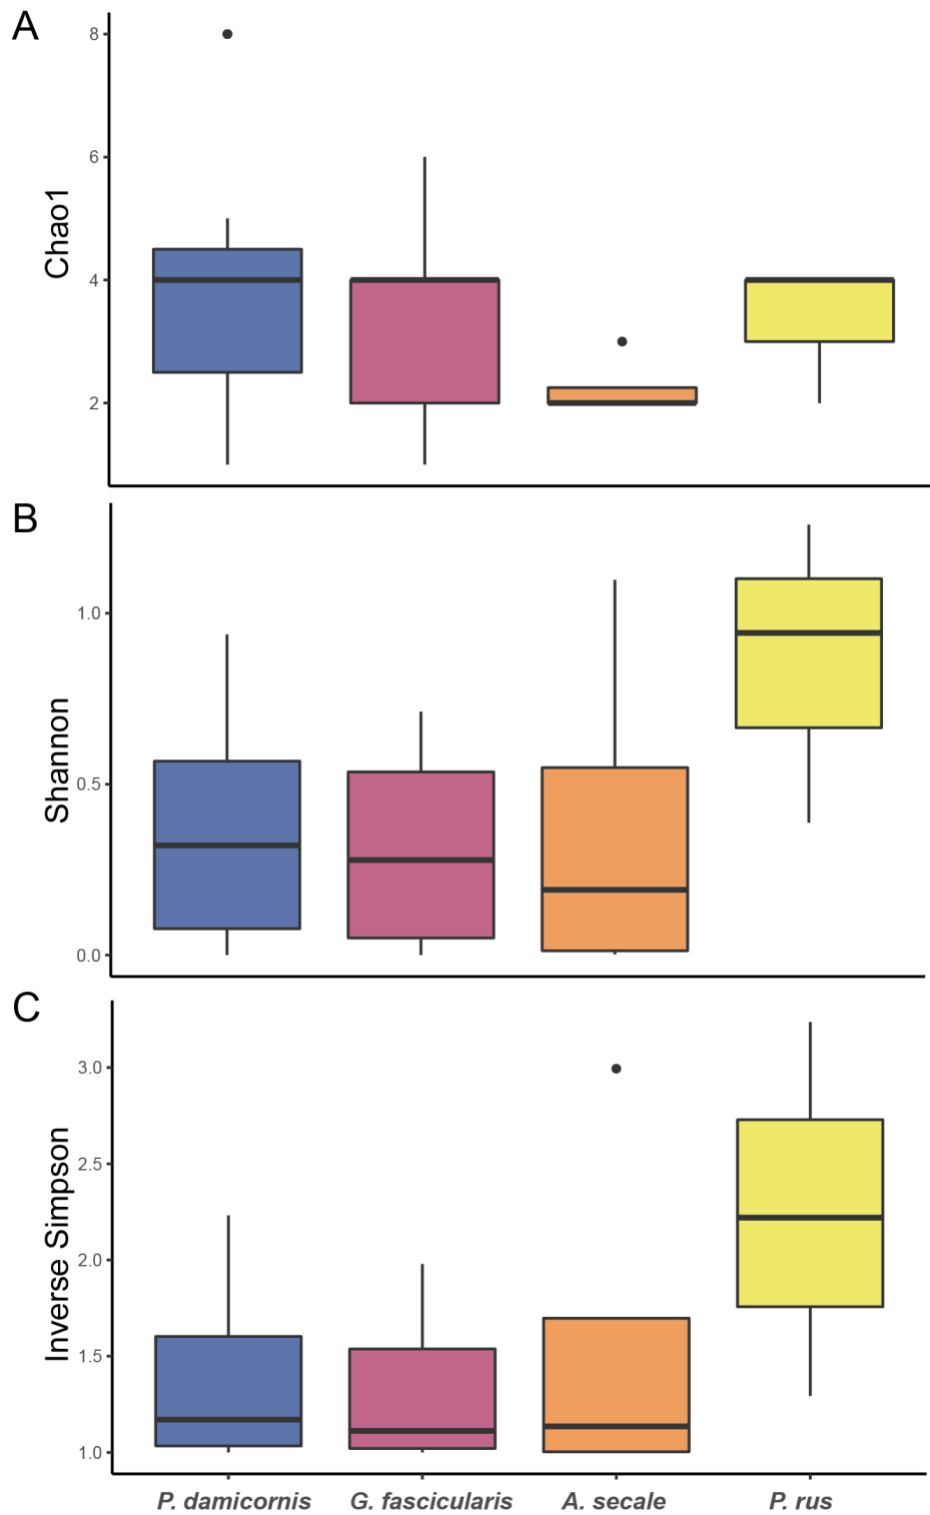 A
8
6
4
2
Chao1
B
1.0
0.5
0.0
Shannon
C
3.0
2.5
2.0
1.5
1.0
Inverse Simpson
P. damicornis G. fascicularis A. secale P. rus